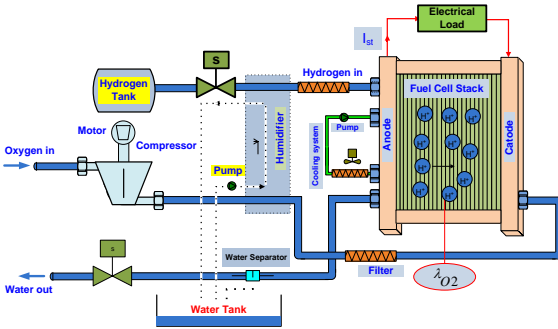 Electrical
Load
I_st
S
Hydrogen in
Hydrogen
Tank
Fuel Cell Stack
Motor
Compressor
Oxygen in
Humidifier
Cooling system
Pump
Anode
Catode
H⁺
H⁺
H⁺
H⁺
H⁺
H⁺
H⁺
H⁺
H⁺
H⁺
Pump
S
Water Separator
Filter
λ_O2
Water out
Water Tank